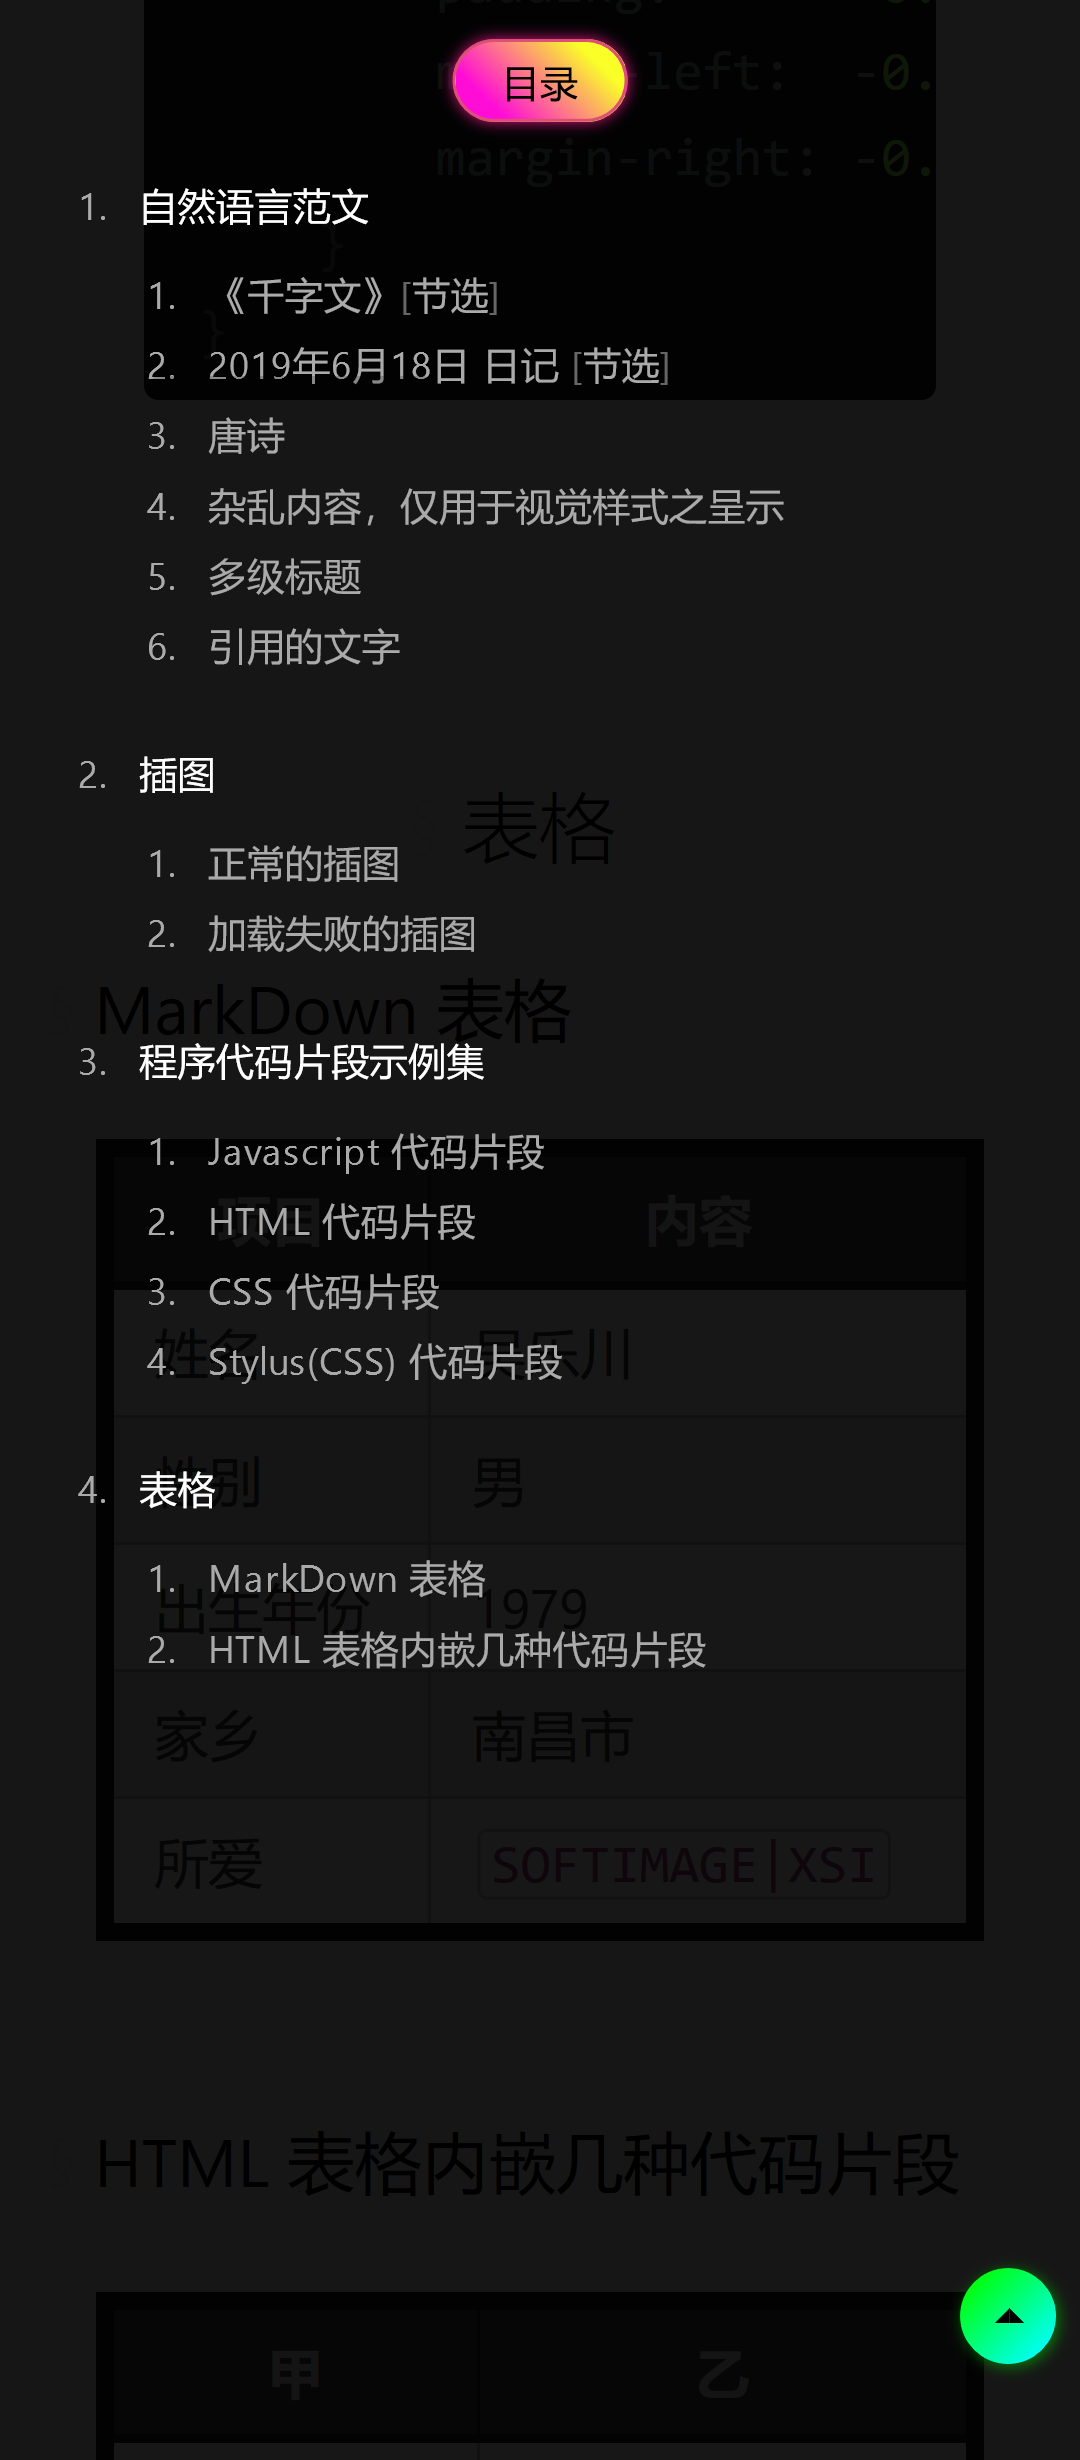 padding: 0.
margin-left: -0.
目录
margin-right: -0.
1. 自然语言范文
}
1. 《千字文》[节选]
}
2. 2019年6月18日 日记 [节选]
3. 唐诗
4. 杂乱内容，仅用于视觉样式之呈示
5. 多级标题
6. 引用的文字
2. 插图
表格
1. 正常的插图
2. 加载失败的插图
MarkDown 表格
3. 程序代码片段示例集
1. Javascript 代码片段
项目 内容
2. HTML 代码片段
3. CSS 代码片段
姓名 吴乐川
4. Stylus(CSS) 代码片段
性别 男
4. 表格
1. MarkDown 表格
出生年份 1979
2. HTML 表格内嵌几种代码片段
家乡 南昌市
所爱 SOFTIMAGE|XSI
HTML 表格内嵌几种代码片段
甲 乙